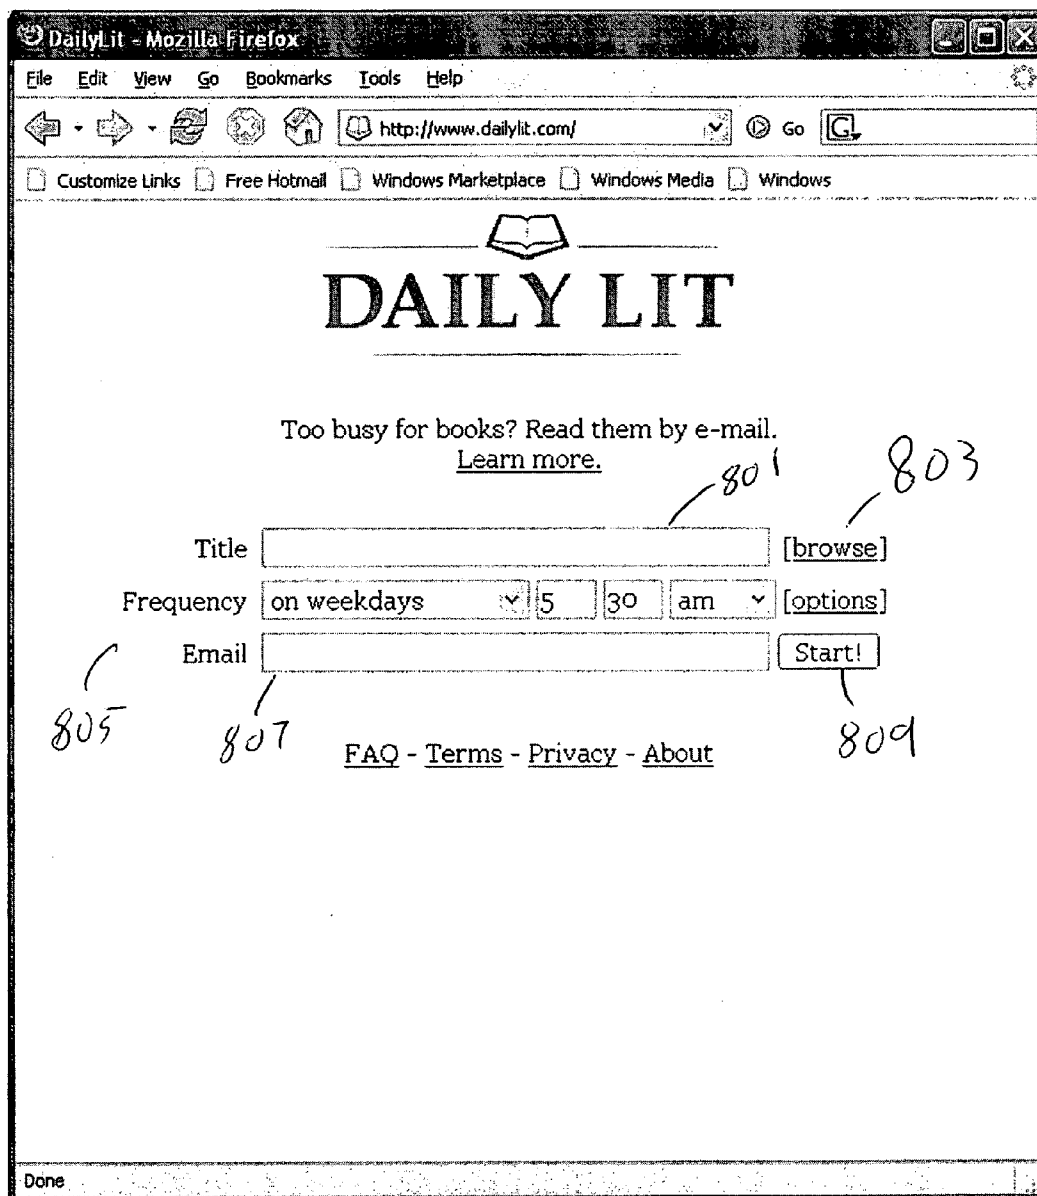 DailyLit - Mozilla Firefox
File Edit View Go Bookmarks Tools Help
http://www.dailylit.com/ Go G
Customize Links Free Hotmail Windows Marketplace Windows Media Windows
DAILY LIT
Too busy for books? Read them by e-mail.
Learn more.
801
803
Title [browse]
Frequency on weekdays 5 30 am [options]
Email Start!
805
807
809
FAQ - Terms - Privacy - About
Done